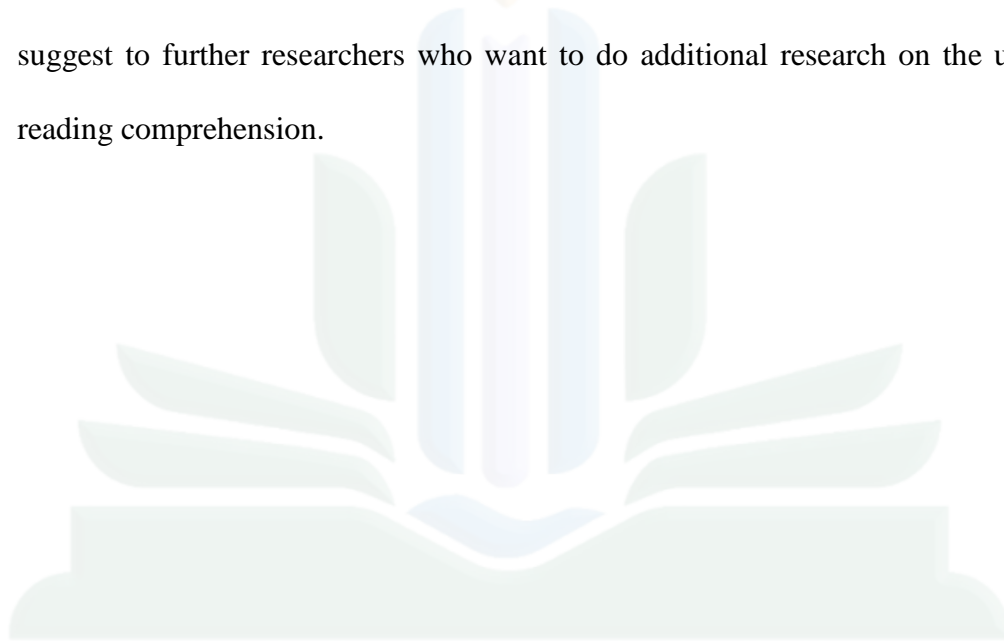 suggest to further researchers who want to do additional research on the
reading comprehension.